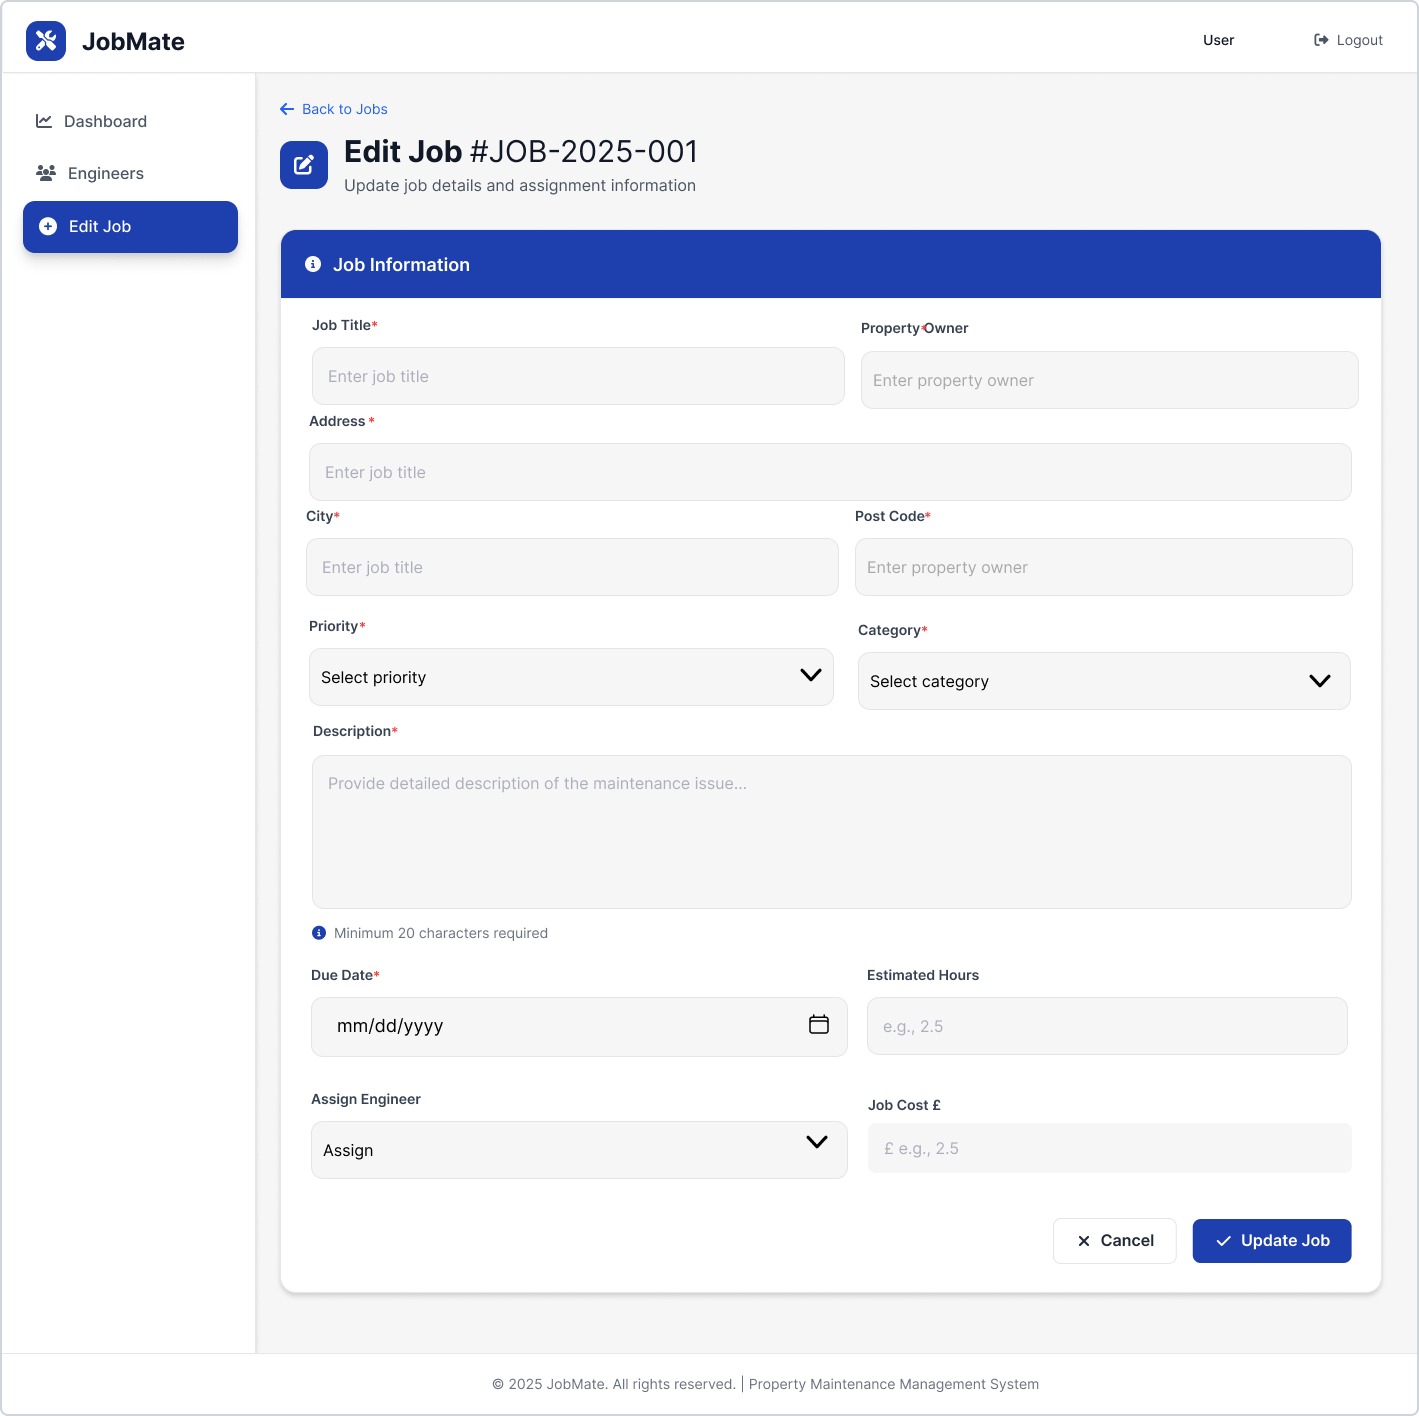 JobMate
User
Logout
Dashboard
Engineers
Edit Job
Back to Jobs
Edit Job #JOB-2025-001
Update job details and assignment information
Job Information
Job Title*
Property*Owner
Enter job title
Enter property owner
Address *
Enter job title
City*
Post Code*
Enter job title
Enter property owner
Priority*
Category*
Select priority
Select category
Description*
Provide detailed description of the maintenance issue...
Minimum 20 characters required
Due Date*
Estimated Hours
mm/dd/yyyy
e.g., 2.5
Assign Engineer
Job Cost £
Assign
£ e.g., 2.5
Cancel
Update Job
© 2025 JobMate. All rights reserved. | Property Maintenance Management System